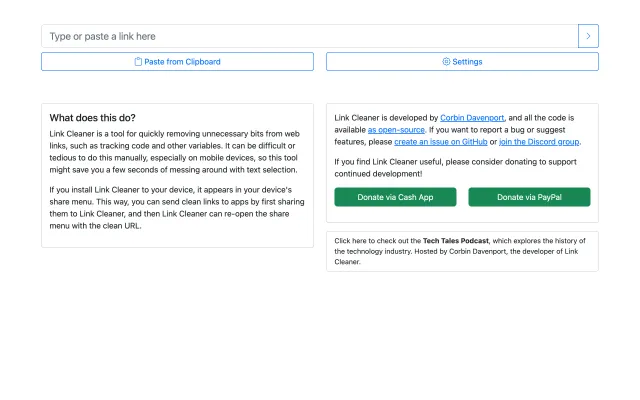 Type or paste a link here
Paste from Clipboard
Settings
What does this do?
Link Cleaner is a tool for quickly removing unnecessary bits from web
links, such as tracking code and other variables. It can be difficult or
tedious to do this manually, especially on mobile devices, so this tool
might save you a few seconds of messing around with text selection.
If you install Link Cleaner to your device, it appears in your device's
share menu. This way, you can send clean links to apps by first sharing
them to Link Cleaner, and then Link Cleaner can re-open the share
menu with the clean URL.
Link Cleaner is developed by Corbin Davenport, and all the code is
available as open-source. If you want to report a bug or suggest
features, please create an issue on GitHub or join the Discord group.
If you find Link Cleaner useful, please consider donating to support
continued development!
Donate via Cash App
Donate via PayPal
Click here to check out the Tech Tales Podcast, which explores the history of
the technology industry. Hosted by Corbin Davenport, the developer of Link
Cleaner.